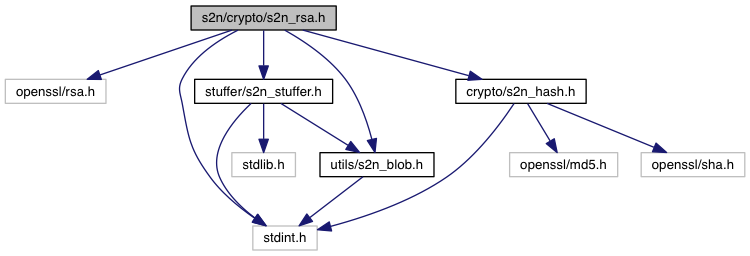 s2n/crypto/s2n_rsa.h
openssl/rsa.h
stuffer/s2n_stuffer.h
crypto/s2n_hash.h
stdlib.h
utils/s2n_blob.h
openssl/md5.h
openssl/sha.h
stdint.h